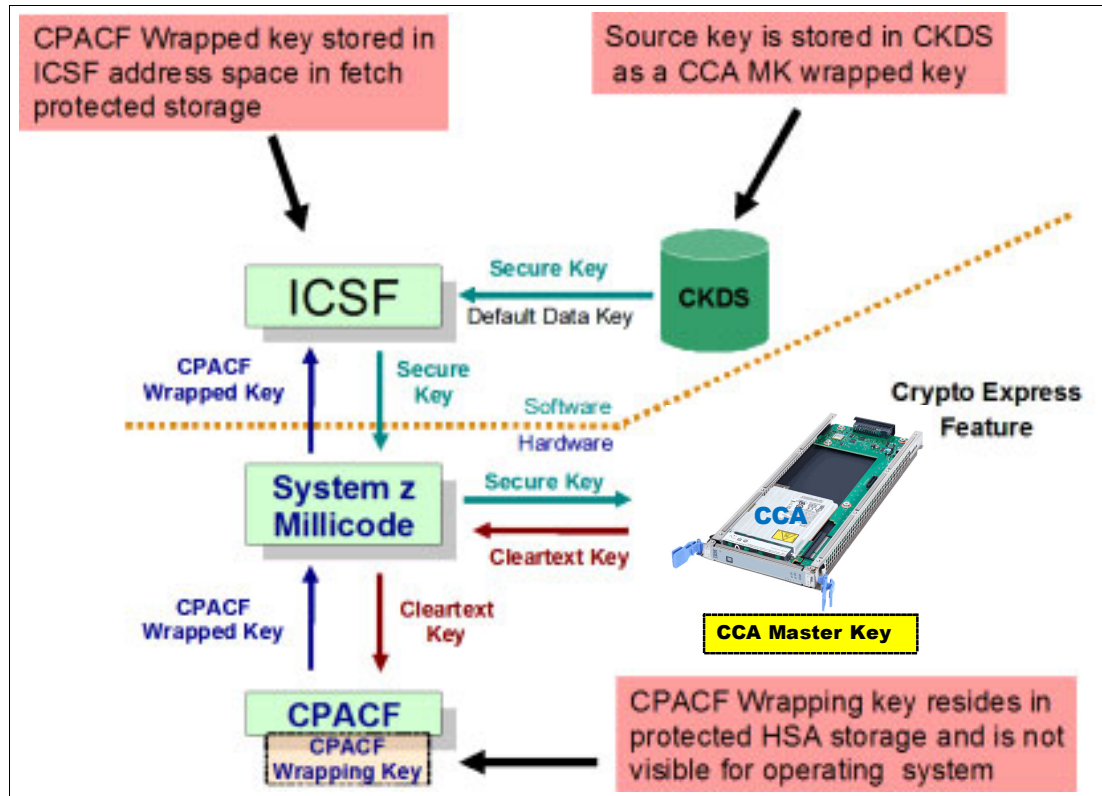 CPACF Wrapped key stored in
ICSF address space in fetch
protected storage
Source key is stored in CKDS
as a CCA MK wrapped key
ICSF
Secure Key
Default Data Key
CKDS
CPACF
Wrapped Key
Secure
Key
Software
Hardware
Crypto Express
Feature
System z
Millicode
Secure Key
Cleartext Key
CCA
CCA Master Key
CPACF
Wrapped Key
Cleartext
Key
CPACF
CPACF
Wrapping Key
CPACF Wrapping key resides in
protected HSA storage and is not
visible for operating system